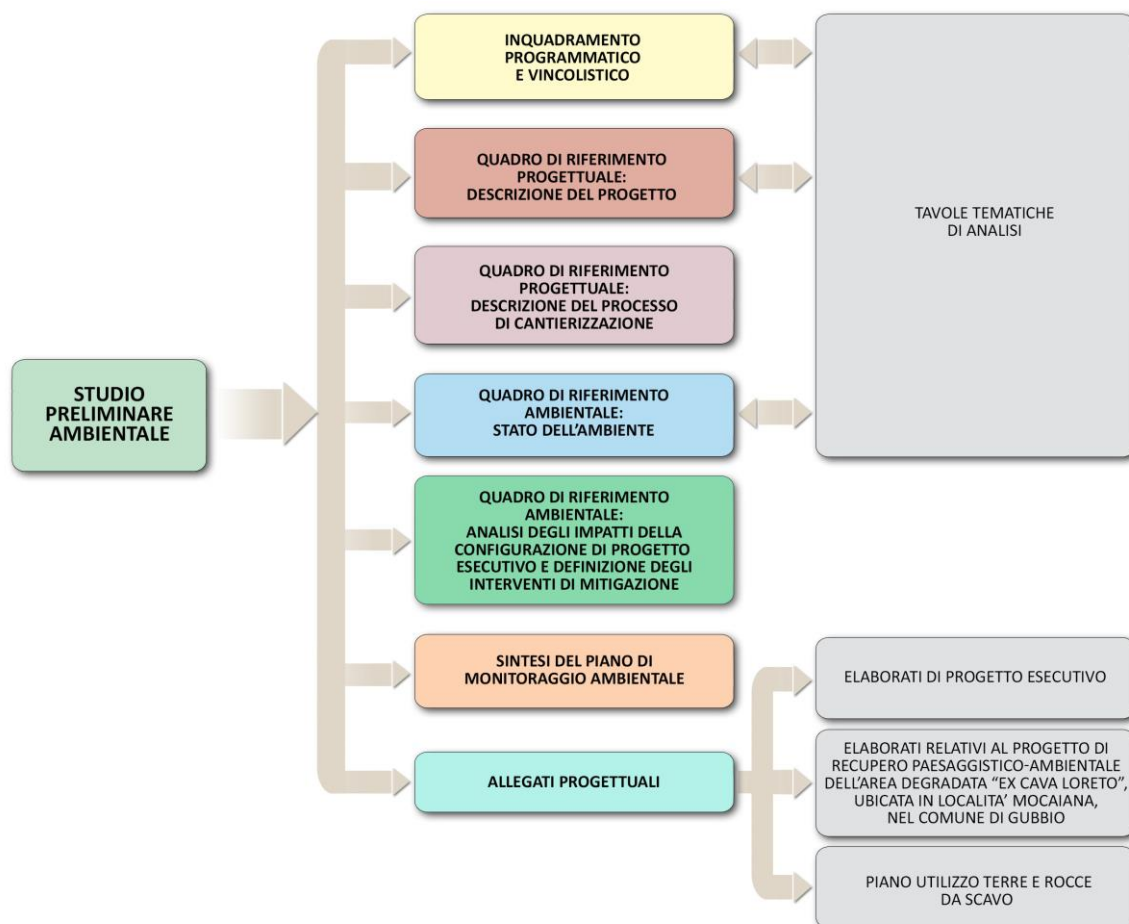 STUDIO
PRELIMINARE
AMBIENTALE
INQUADRAMENTO
PROGRAMMATICO
E VINCOLISTICO
QUADRO DI RIFERIMENTO
PROGETTUALE:
DESCRIZIONE DEL PROGETTO
QUADRO DI RIFERIMENTO
PROGETTUALE:
DESCRIZIONE DEL PROCESSO
DI CANTIERIZZAZIONE
QUADRO DI RIFERIMENTO
AMBIENTALE:
STATO DELL’AMBIENTE
QUADRO DI RIFERIMENTO
AMBIENTALE:
ANALISI DEGLI IMPATTI DELLA
CONFIGURAZIONE DI PROGETTO
ESECUTIVO E DEFINIZIONE DEGLI
INTERVENTI DI MITIGAZIONE
SINTESI DEL PIANO DI
MONITORAGGIO AMBIENTALE
ALLEGATI PROGETTUALI
TAVOLE TEMATICHE
DI ANALISI
ELABORATI DI PROGETTO ESECUTIVO
ELABORATI RELATIVI AL PROGETTO DI
RECUPERO PAESAGGISTICO-AMBIENTALE
DELL’AREA DEGRADATA “EX CAVA LORETO”,
UBICATA IN LOCALITA’ MOCAIANA,
NEL COMUNE DI GUBBIO
PIANO UTILIZZO TERRE E ROCCE
DA SCAVO